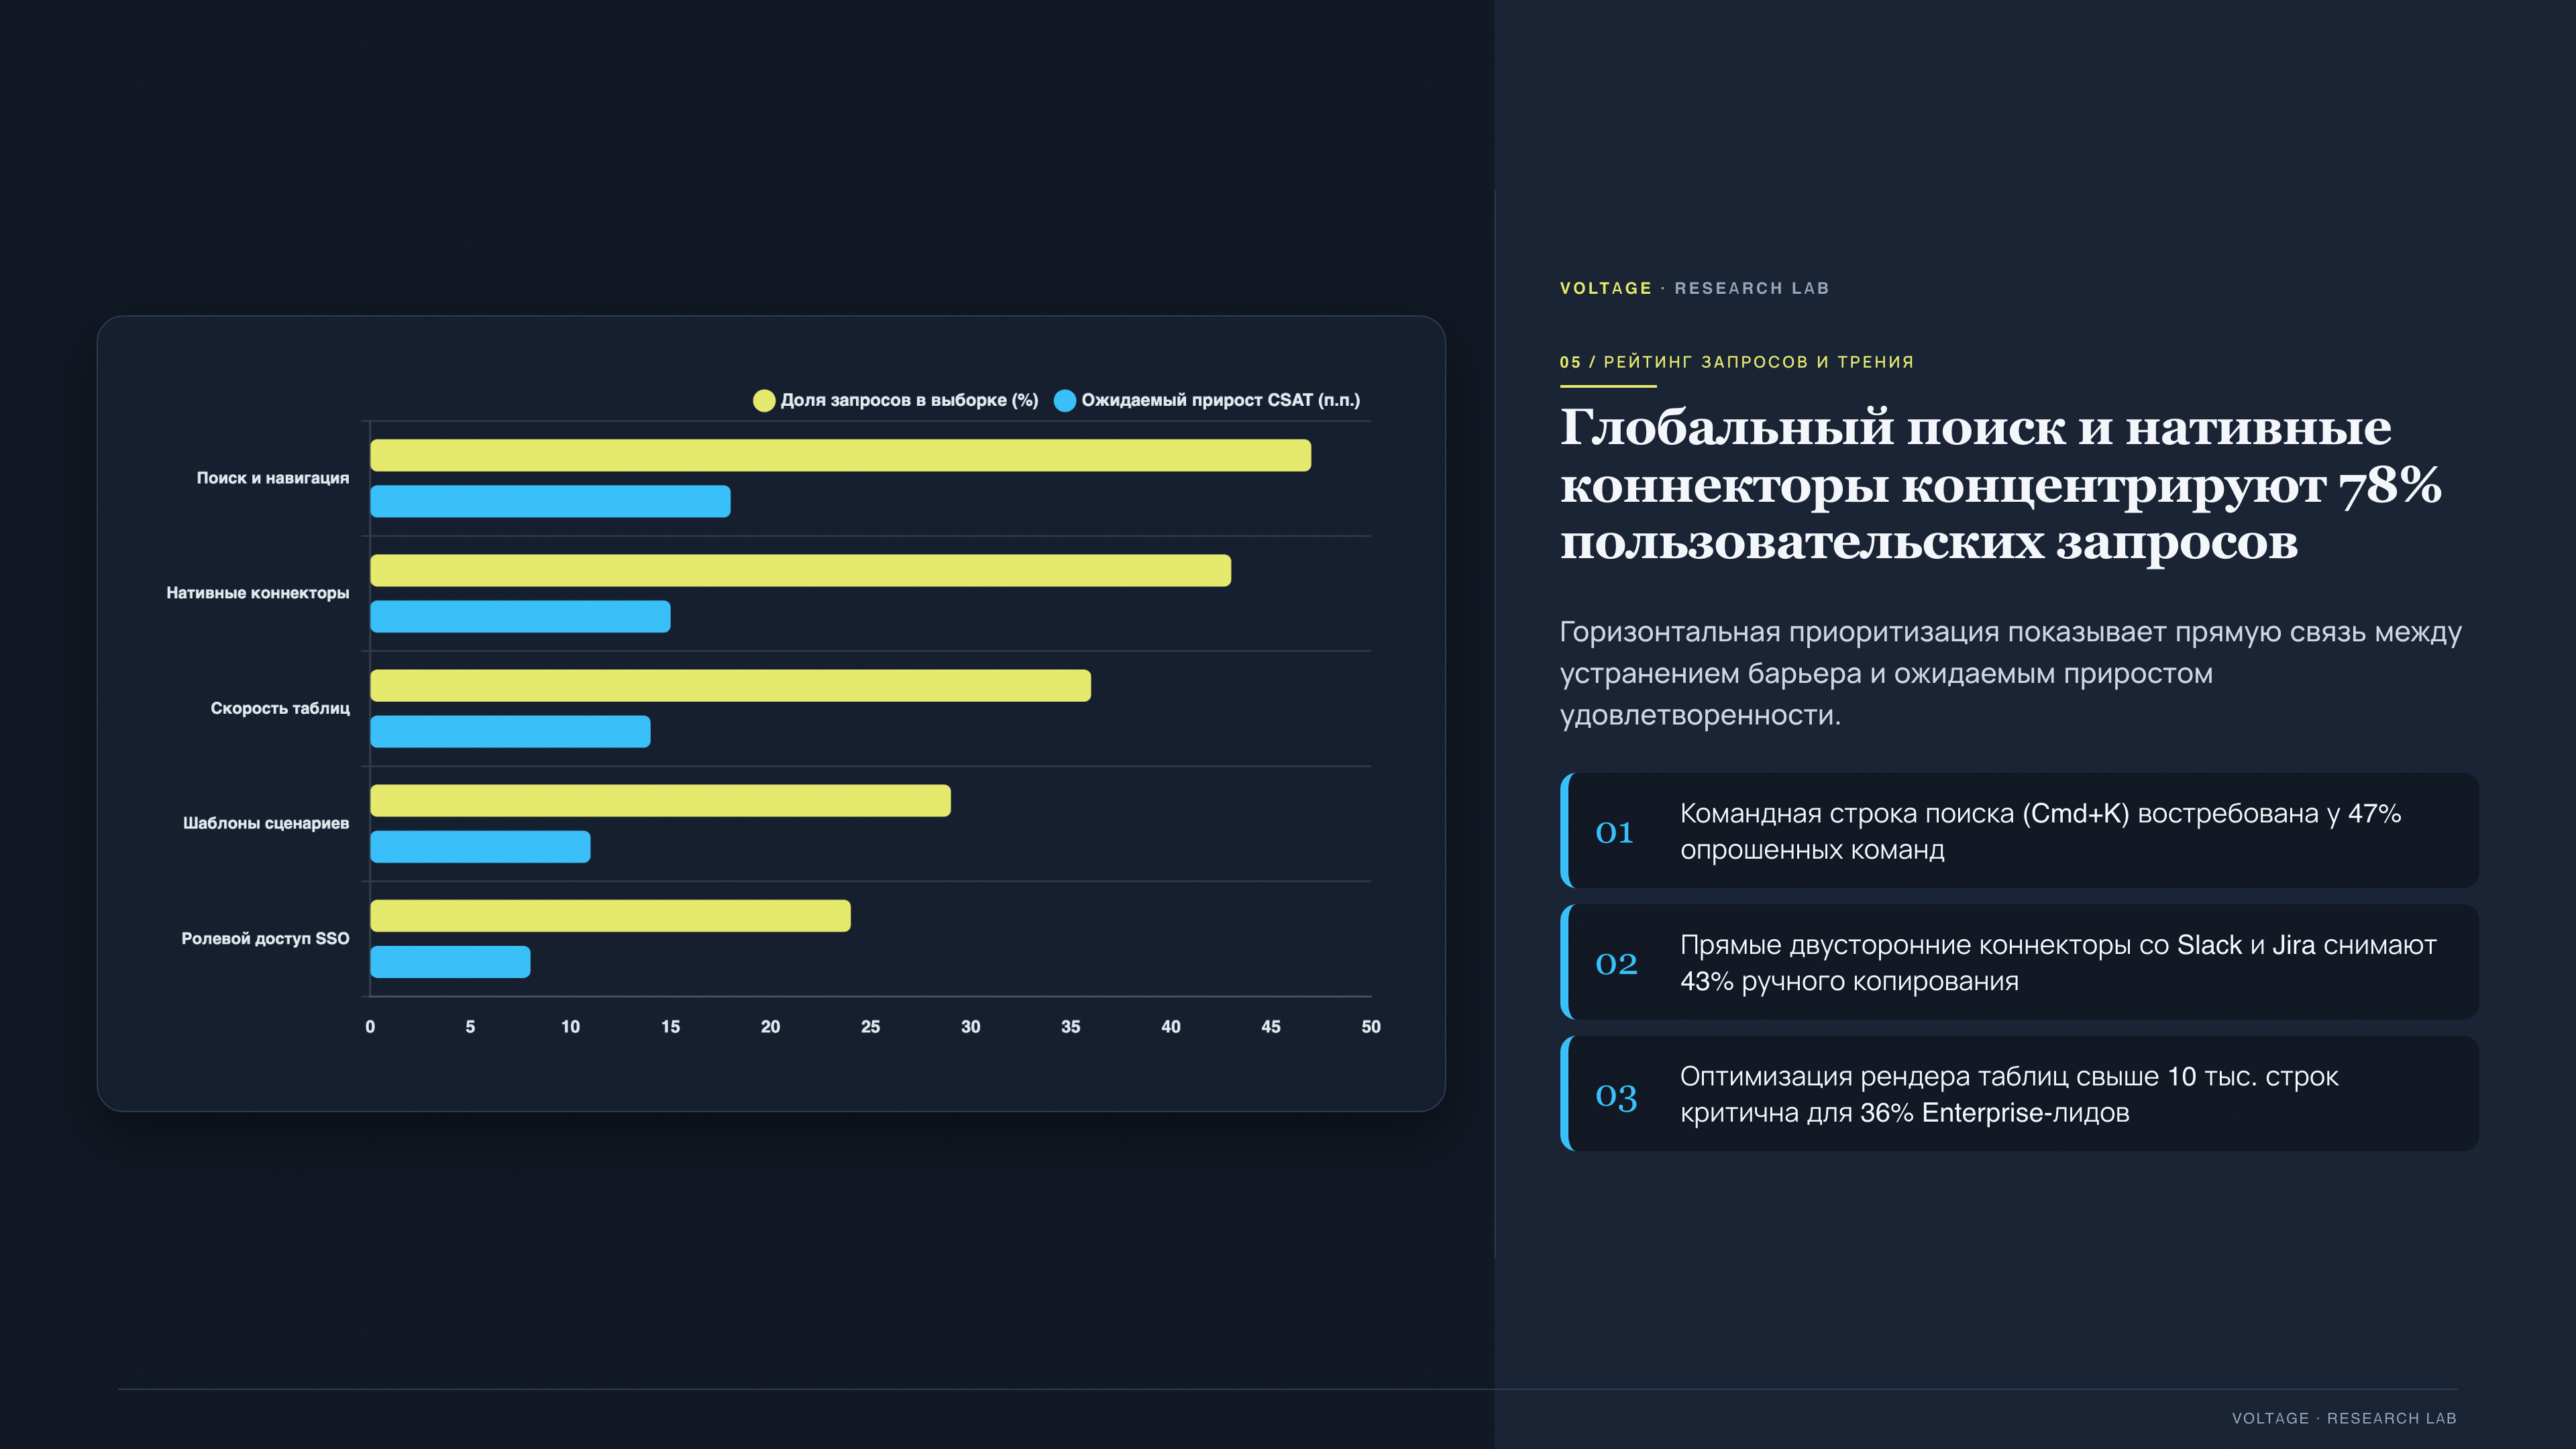 Доля запросов в выборке (%)
Ожидаемый прирост CSAT (п.п.)
Поиск и навигация
Нативные коннекторы
Скорость таблиц
Шаблоны сценариев
Ролевой доступ SSO
0 5 10 15 20 25 30 35 40 45 50
VOLTAGE · RESEARCH LAB
05 / РЕЙТИНГ ЗАПРОСОВ И ТРЕНИЯ
Глобальный поиск и нативные
коннекторы концентрируют 78%
пользовательских запросов
Горизонтальная приоритизация показывает прямую связь между
устранением барьера и ожидаемым приростом
удовлетворенности.
01
Командная строка поиска (Cmd+K) востребована у 47%
опрошенных команд
02
Прямые двусторонние коннекторы со Slack и Jira снимают
43% ручного копирования
03
Оптимизация рендера таблиц свыше 10 тыс. строк
критична для 36% Enterprise-лидов
VOLTAGE · RESEARCH LAB